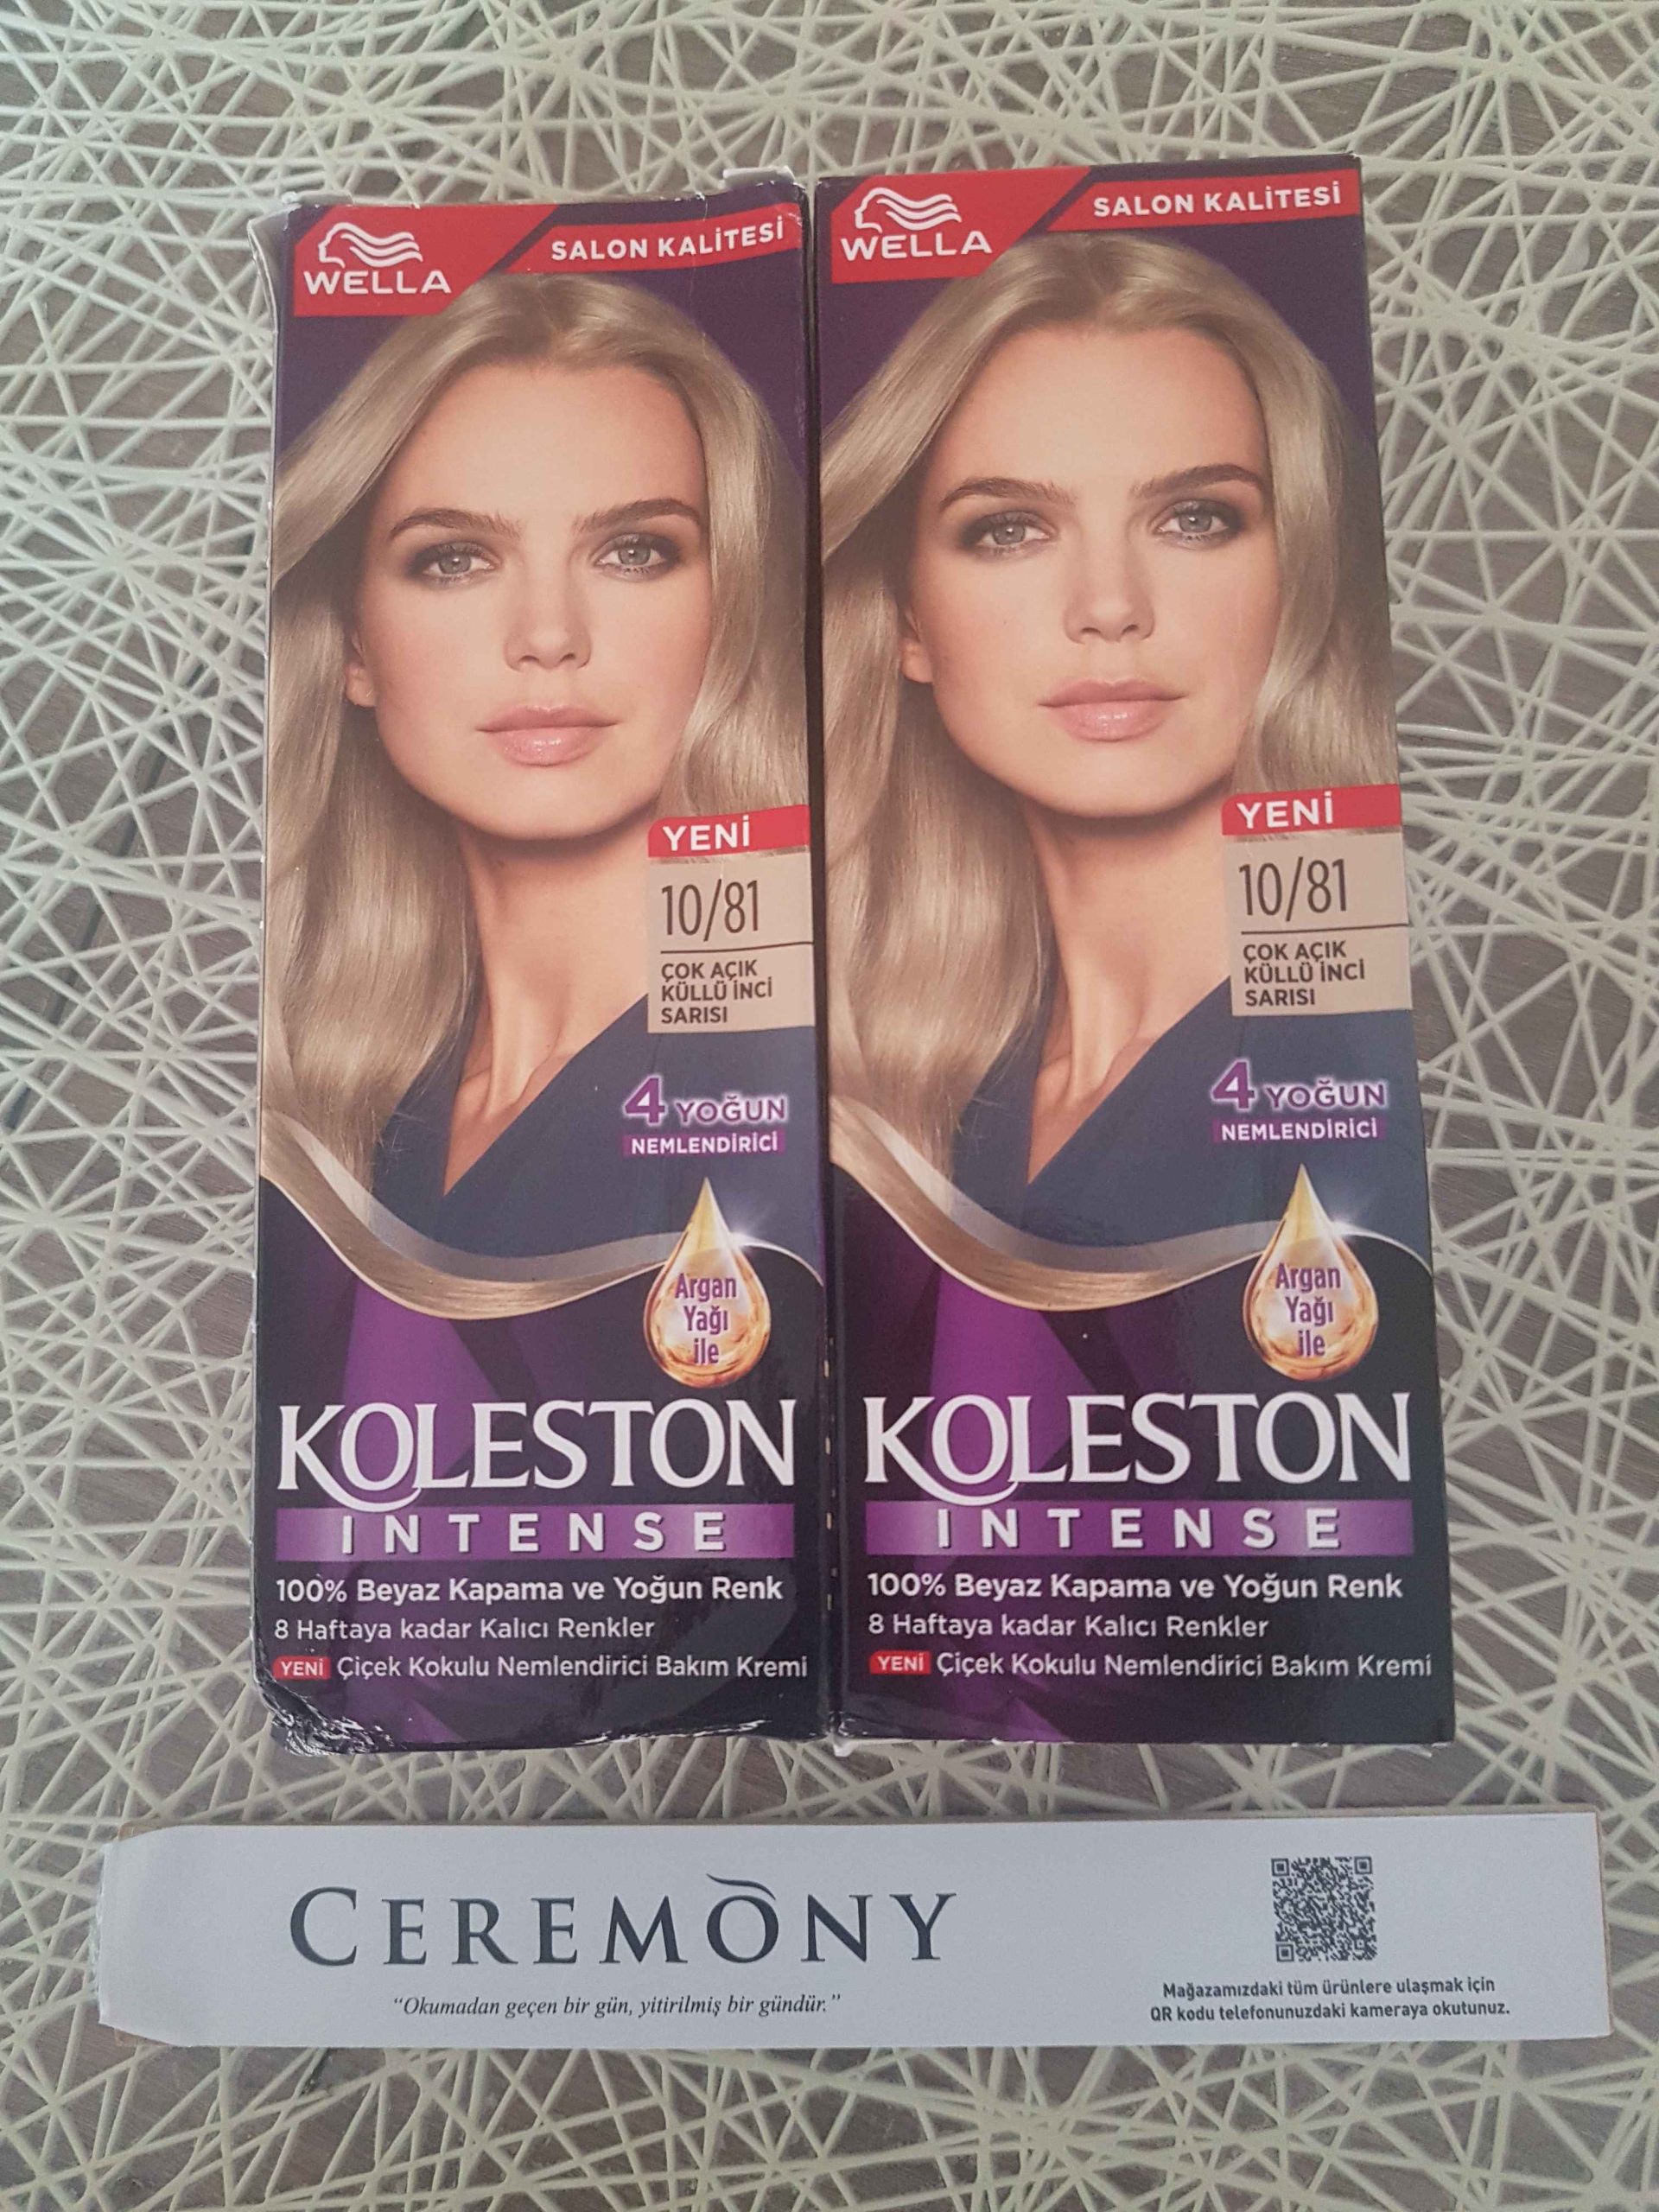 WELLA
SALON KALİTESİ
YENİ
10/81
ÇOK AÇIK
KÜLLÜ İNCİ
SARISI
4 YOĞUN
NEMLENDİRİCİ
Argan
Yağı
ile
KOLESTON
INTENSE
100% Beyaz Kapama ve Yoğun Renk
8 Haftaya kadar Kalıcı Renkler
YENİ Çiçek Kokulu Nemlendirici Bakım Kremi
WELLA
SALON KALİTESİ
YENİ
10/81
ÇOK AÇIK
KÜLLÜ İNCİ
SARISI
4 YOĞUN
NEMLENDİRİCİ
Argan
Yağı
ile
KOLESTON
INTENSE
100% Beyaz Kapama ve Yoğun Renk
8 Haftaya kadar Kalıcı Renkler
YENİ Çiçek Kokulu Nemlendirici Bakım Kremi
CEREMONY
“Okumadan geçen bir gün, yitirilmiş bir gündür.”
Mağazamızdaki tüm ürünlere ulaşmak için
QR kodu telefonunuzdaki kameraya okutunuz.